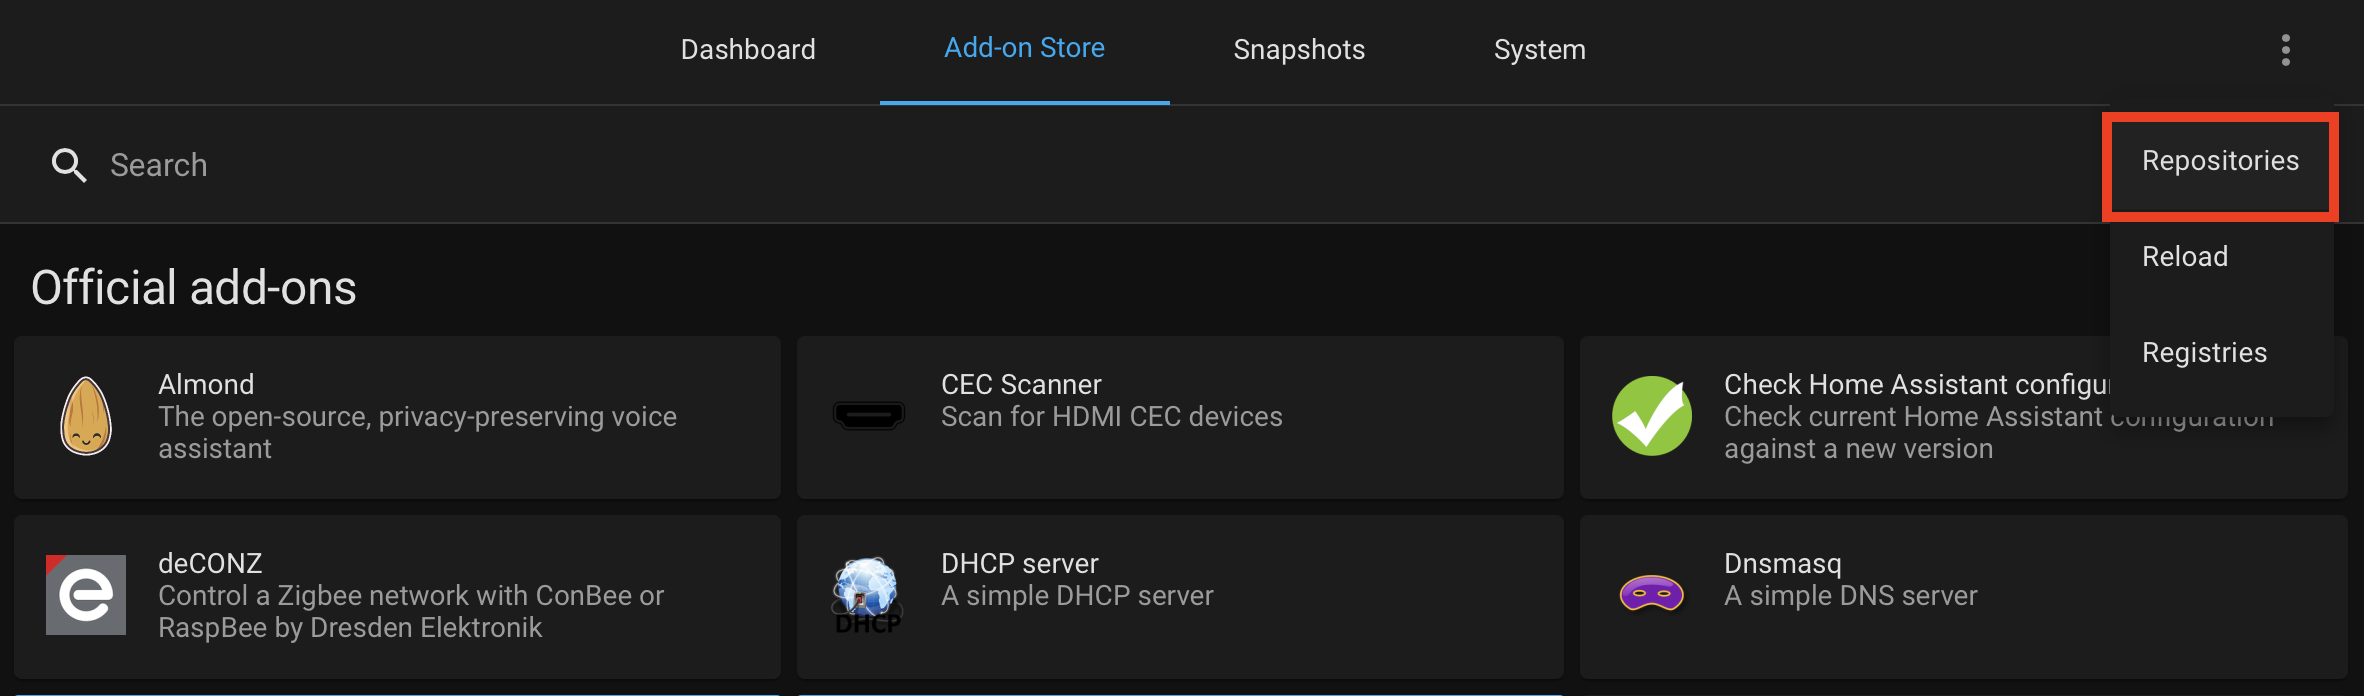 Dashboard
Add-on Store
Snapshots
System
Search
Repositories
Reload
Registries
Official add-ons
Almond
The open-source, privacy-preserving voice
assistant
CEC Scanner
Scan for HDMI CEC devices
Check Home Assistant
Check current Home Assistant configuration
against a new version
deCONZ
Control a Zigbee network with ConBee or
RaspBee by Dresden Elektronik
DHCP
DHCP server
A simple DHCP server
Dnsmasq
A simple DNS server